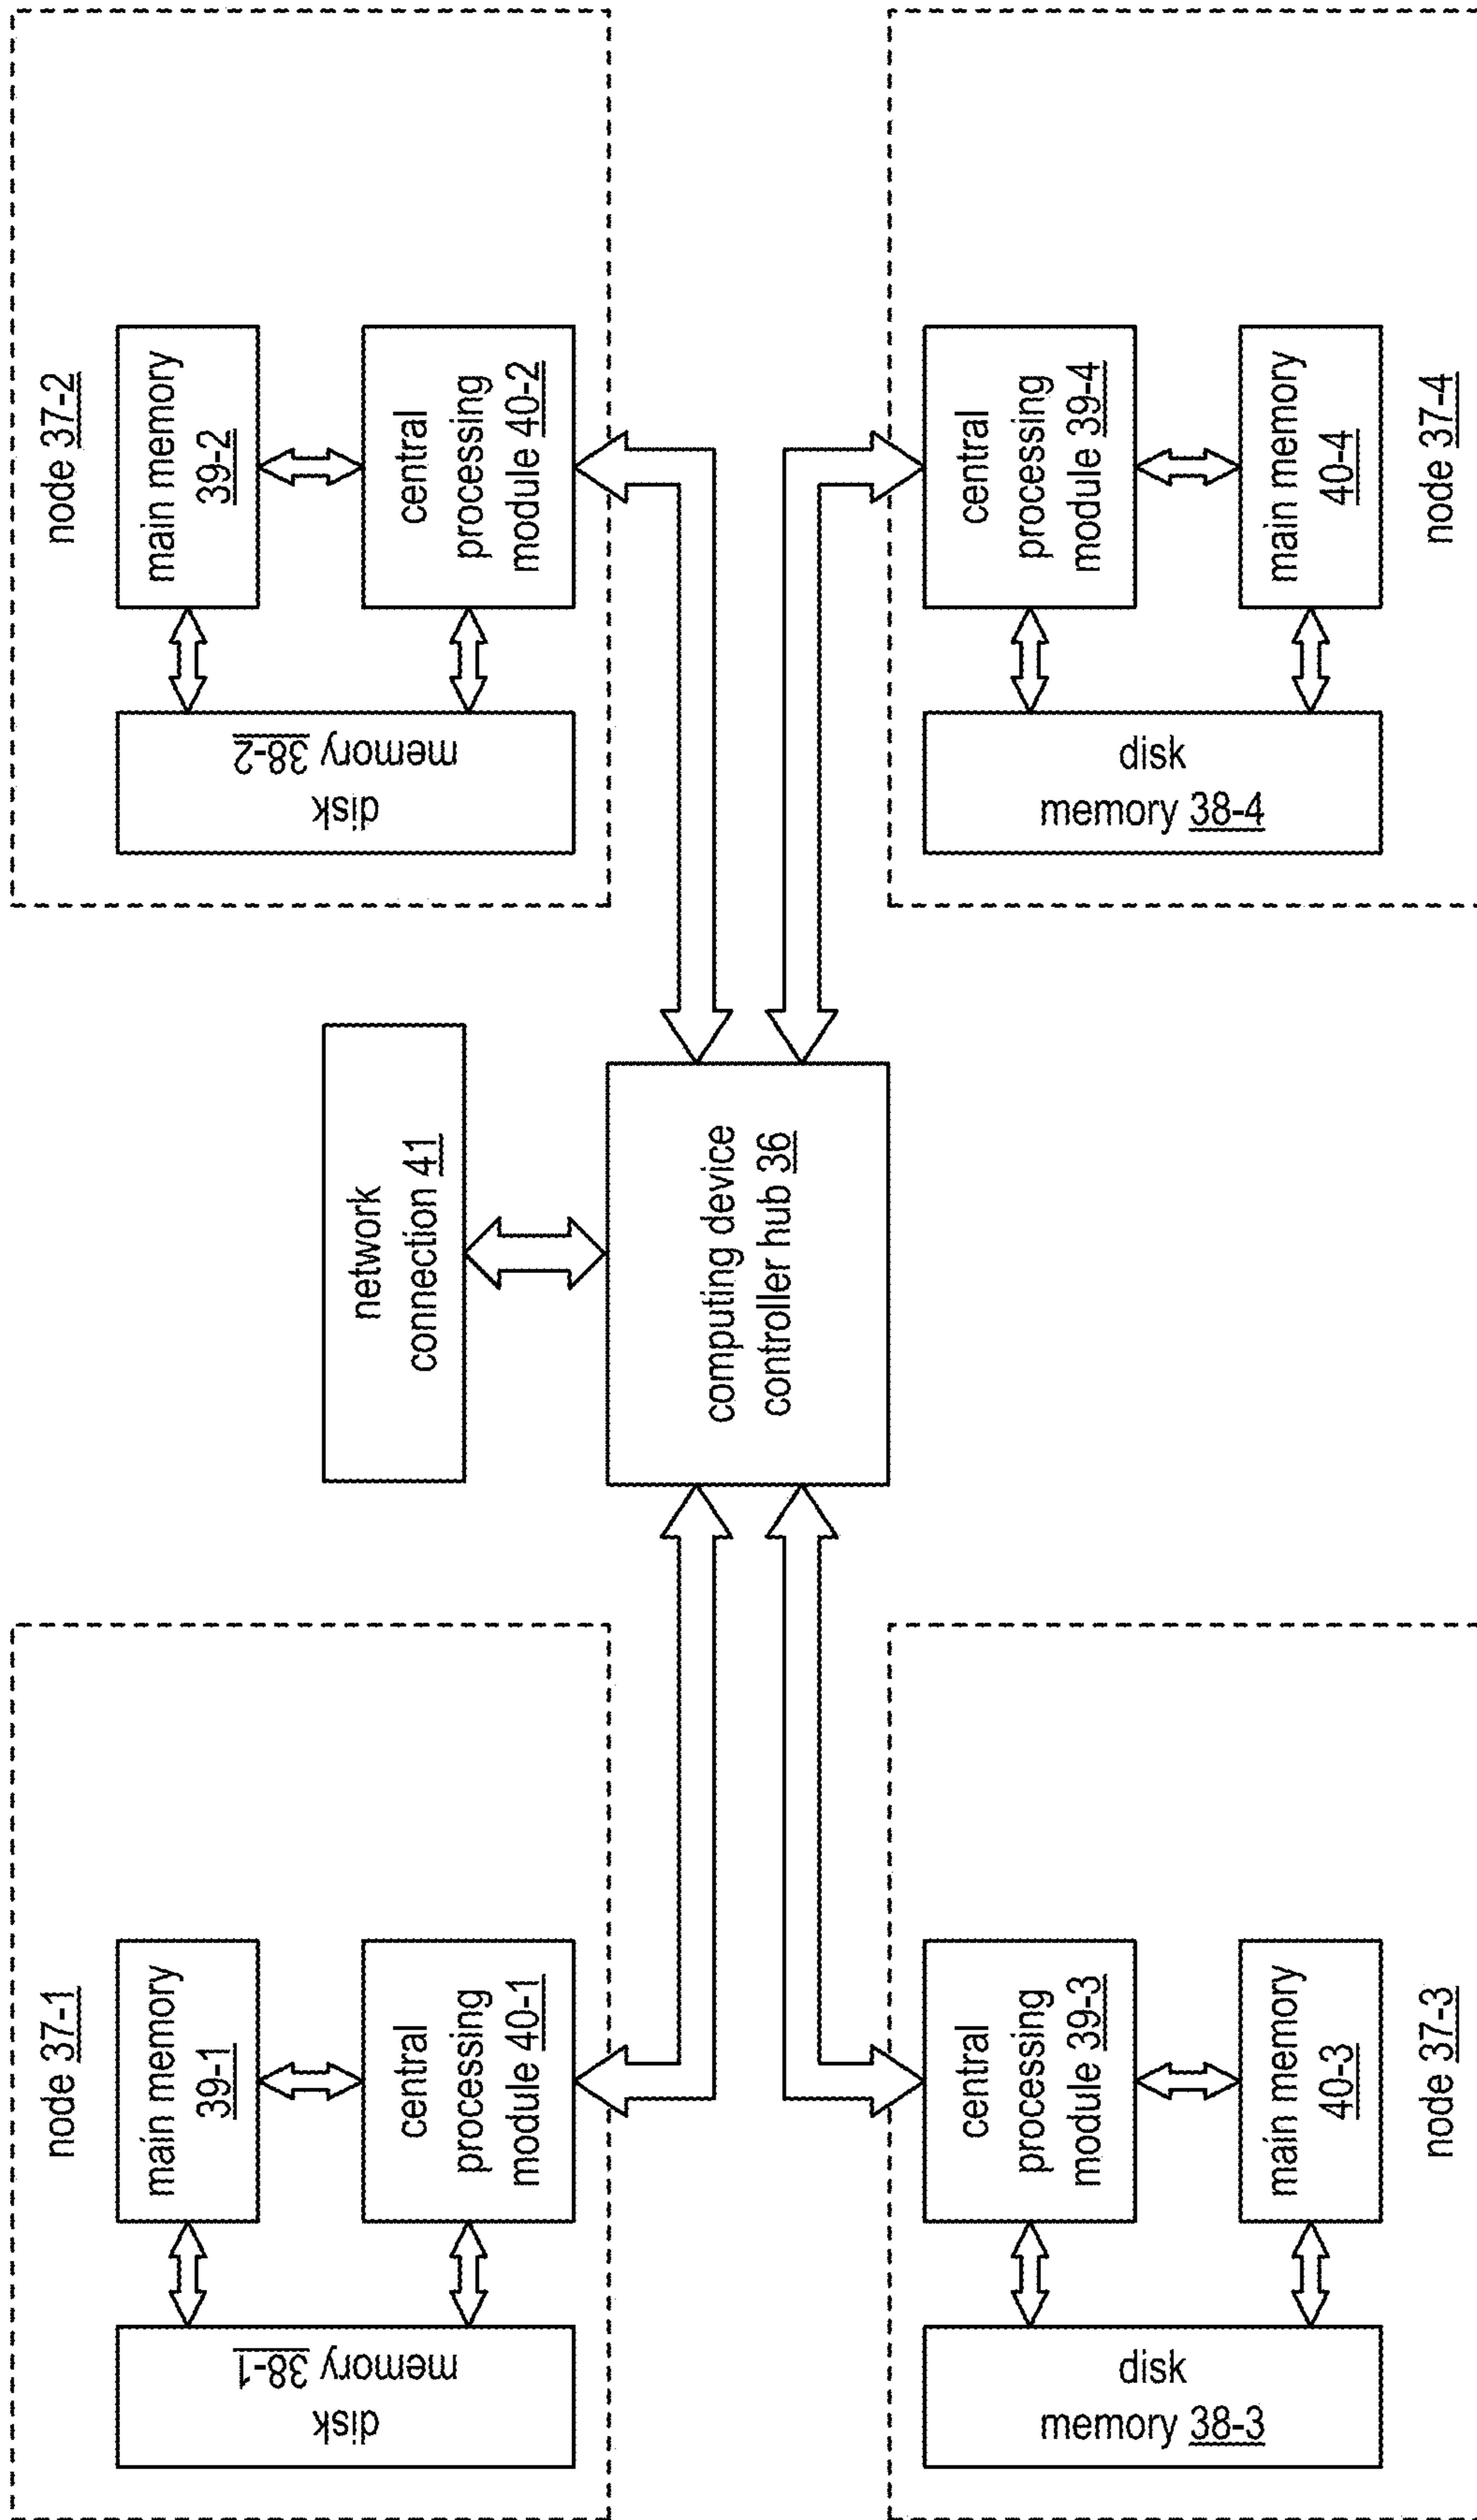 node 37-1
main memory
39-1
central
processing
module 40-1
disk
memory 38-1
node 37-2
main memory
39-2
central
processing
module 40-2
disk
memory 38-2
network
connection 41
computing device
controller hub 36
disk
memory 38-3
central
processing
module 39-3
main memory
40-3
node 37-3
disk
memory 38-4
central
processing
module 39-4
main memory
40-4
node 37-4